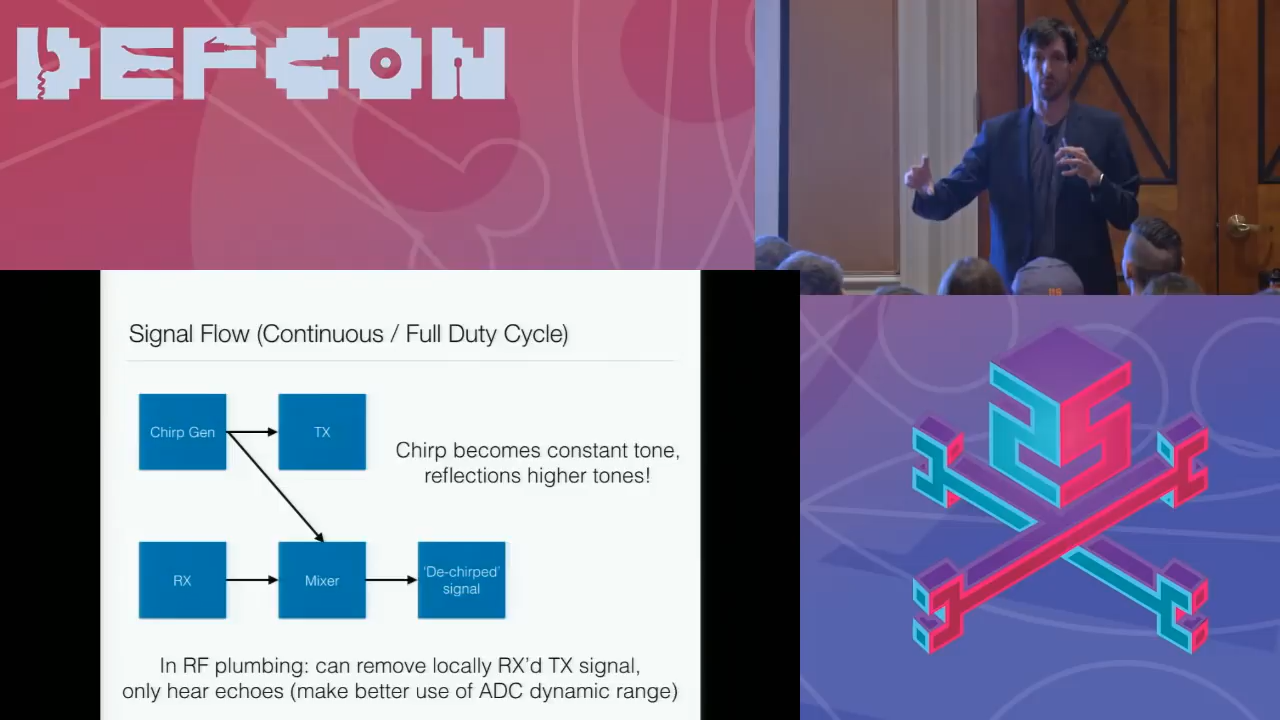 DEFCON
Signal Flow (Continuous / Full Duty Cycle)
Chirp Gen
TX
Chirp becomes constant tone,
reflections higher tones!
RX
Mixer
'De-chirped'
signal
In RF plumbing: can remove locally RX'd TX signal,
only hear echoes (make better use of ADC dynamic range)
25